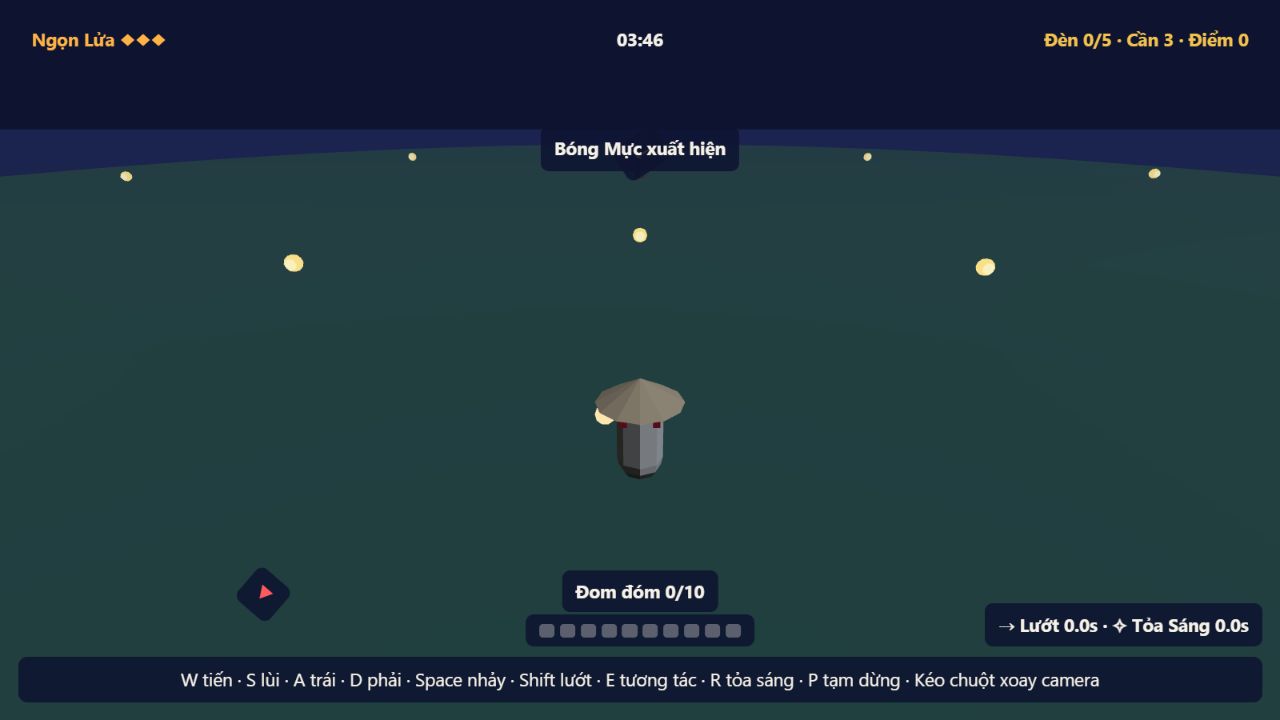 Ngọn Lửa ◆◆◆
03:46
Đèn 0/5 · Cần 3 · Điểm 0
Bóng Mực xuất hiện
Đom đóm 0/10
→ Lướt 0.0s · ✧ Tỏa Sáng 0.0s
W tiến · S lùi · A trái · D phải · Space nhảy · Shift lướt · E tương tác · R tỏa sáng · P tạm dừng · Kéo chuột xoay camera